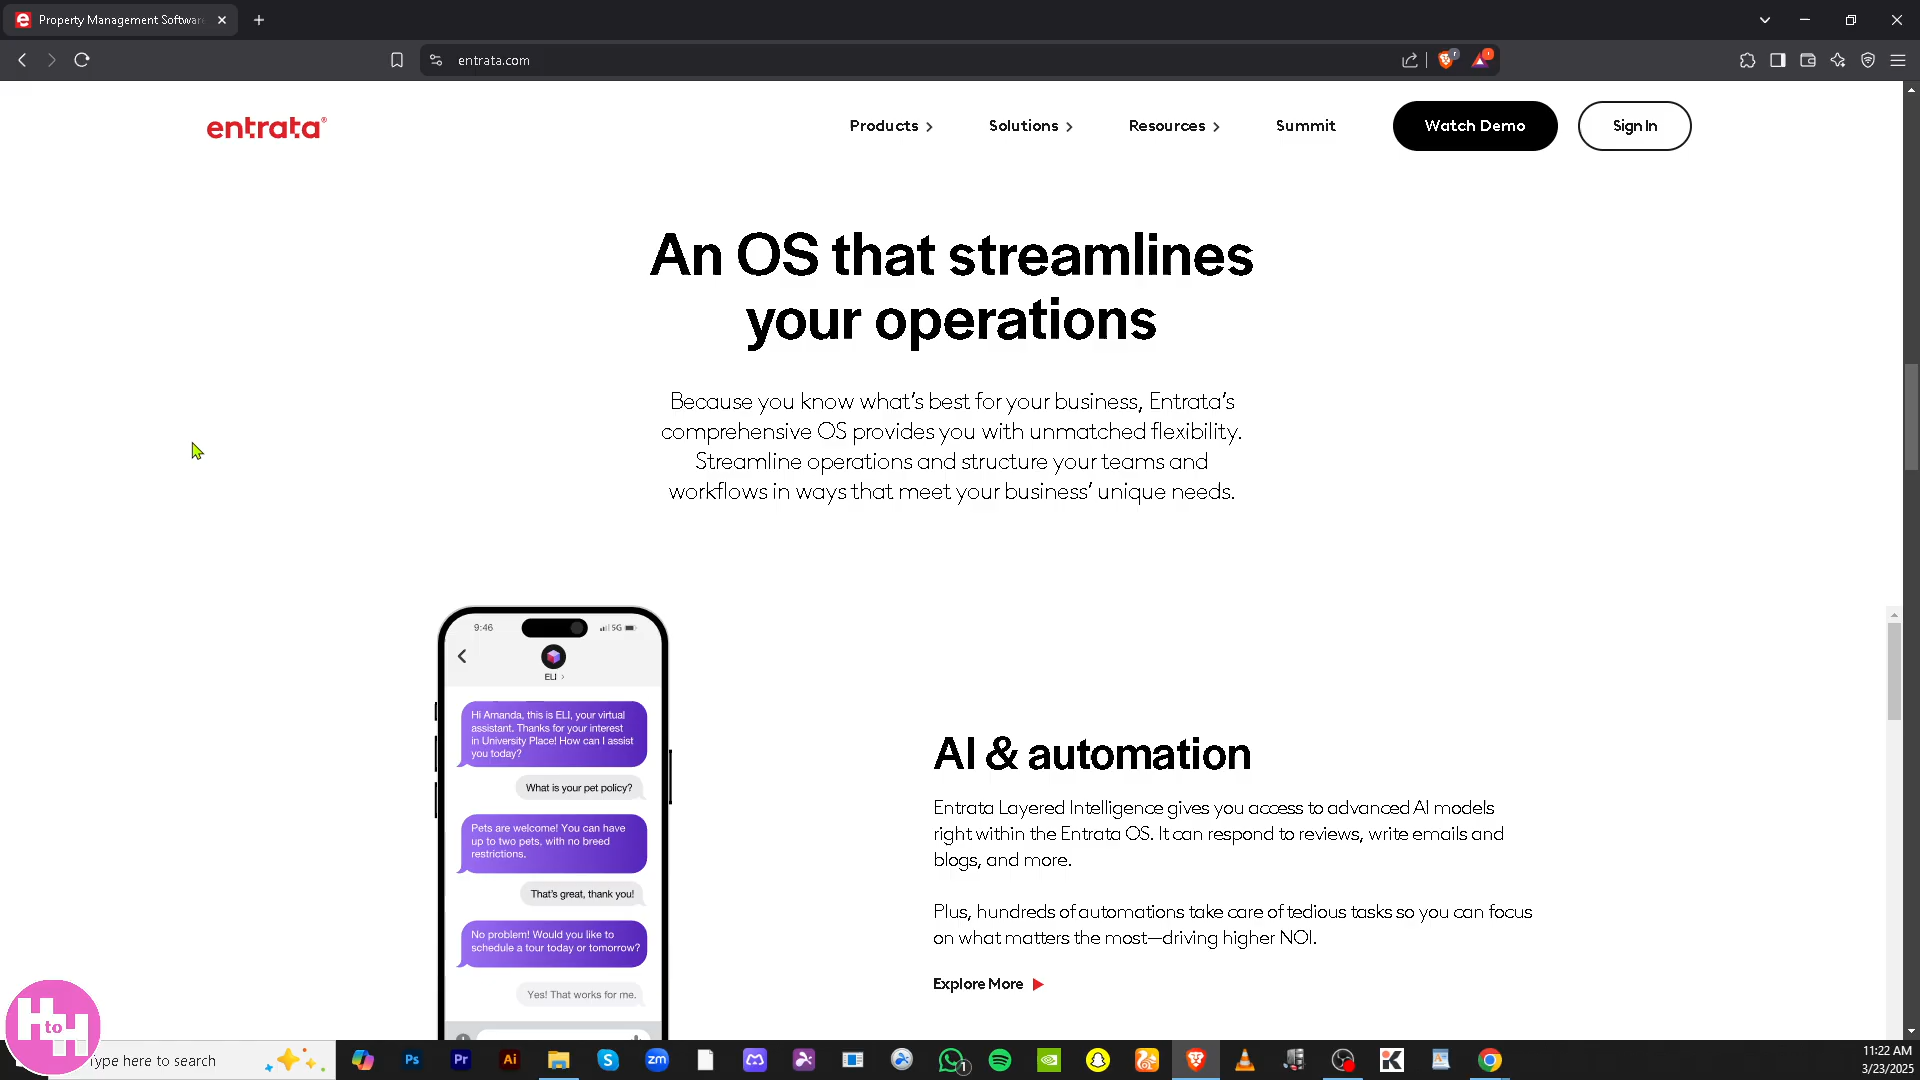 Property Management Softwar
entrata.com
entrata
Products
Solutions
Resources
Summit
Watch Demo
Sign In
An OS that streamlines
your operations
Because you know what's best for your business, Entrata's
comprehensive OS provides you with unmatched flexibility.
Streamline operations and structure your teams and
workflows in ways that meet your business' unique needs.
9:46
5G
ELI
Hi Amanda, this is ELI, your virtual
assistant. Thanks for your interest
in University Place! How can I assist
you today?
What is your pet policy?
Pets are welcome! You can have
up to two pets, with no breed
restrictions.
That's great, thank you!
No problem! Would you like to
schedule a tour today or tomorrow?
Yes! That works for me.
AI & automation
Entrata Layered Intelligence gives you access to advanced AI models
right within the Entrata OS. It can respond to reviews, write emails and
blogs, and more.
Plus, hundreds of automations take care of tedious tasks so you can focus
on what matters the most—driving higher NOI.
Explore More
H to H
Type here to search
Ps
Pr
Ai
zm
1
11:22 AM
3/23/2025